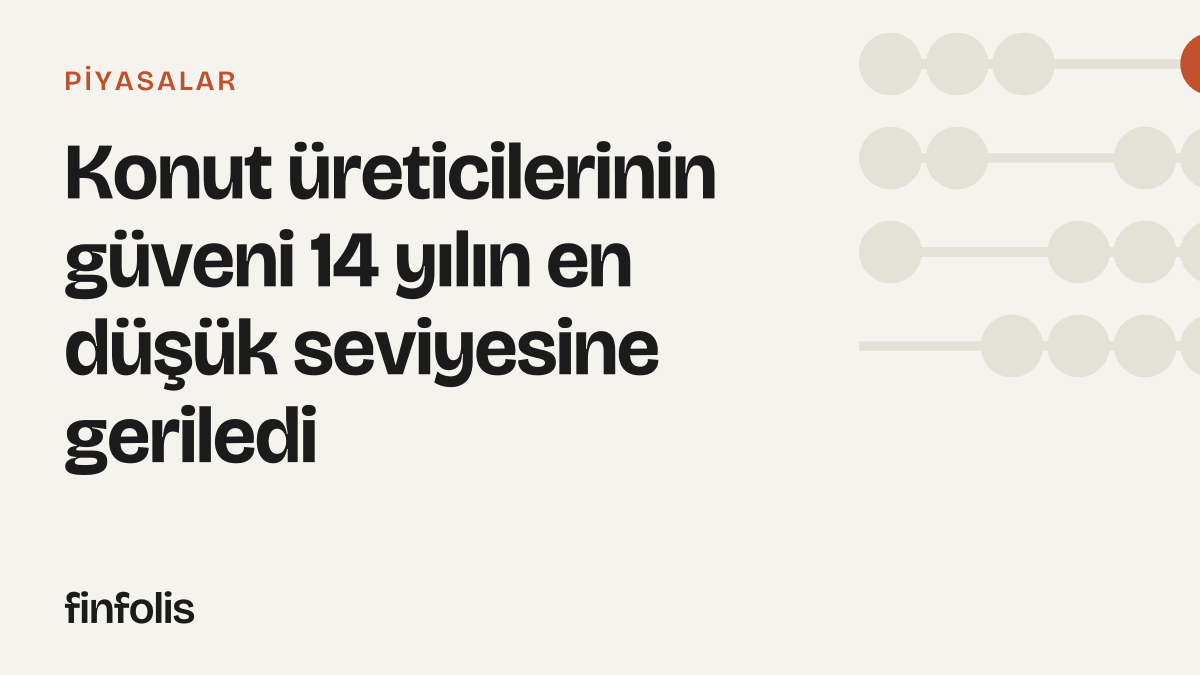 PİYASALAR
Konut üreticilerinin
güveni 14 yılın en
düşük seviyesine
geriledi
finfolis